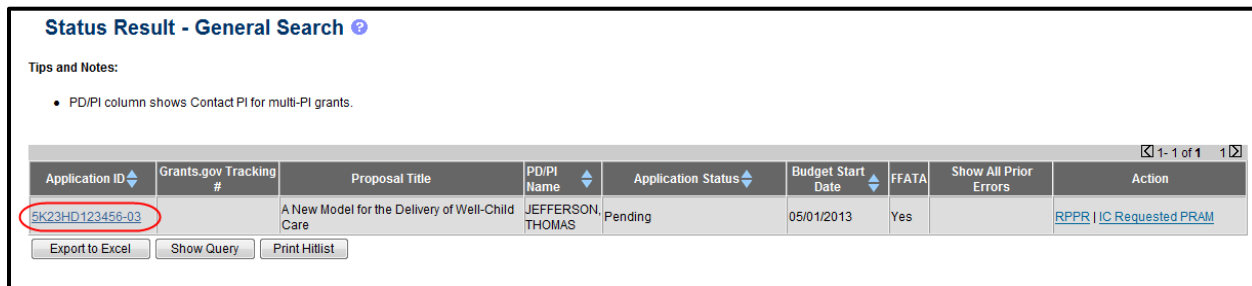 Status Result - General Search ?
Tips and Notes:
• PD/PI column shows Contact PI for multi-PI grants.
1- 1 of 1 1
Application ID Grants.gov Tracking # Proposal Title PD/PI Name Application Status Budget Start Date FFATA Show All Prior Errors Action
5K23HD123456-03 A New Model for the Delivery of Well-Child Care JEFFERSON, THOMAS Pending 05/01/2013 Yes RPPR | IC Requested PRAM
Export to Excel Show Query Print Hitlist